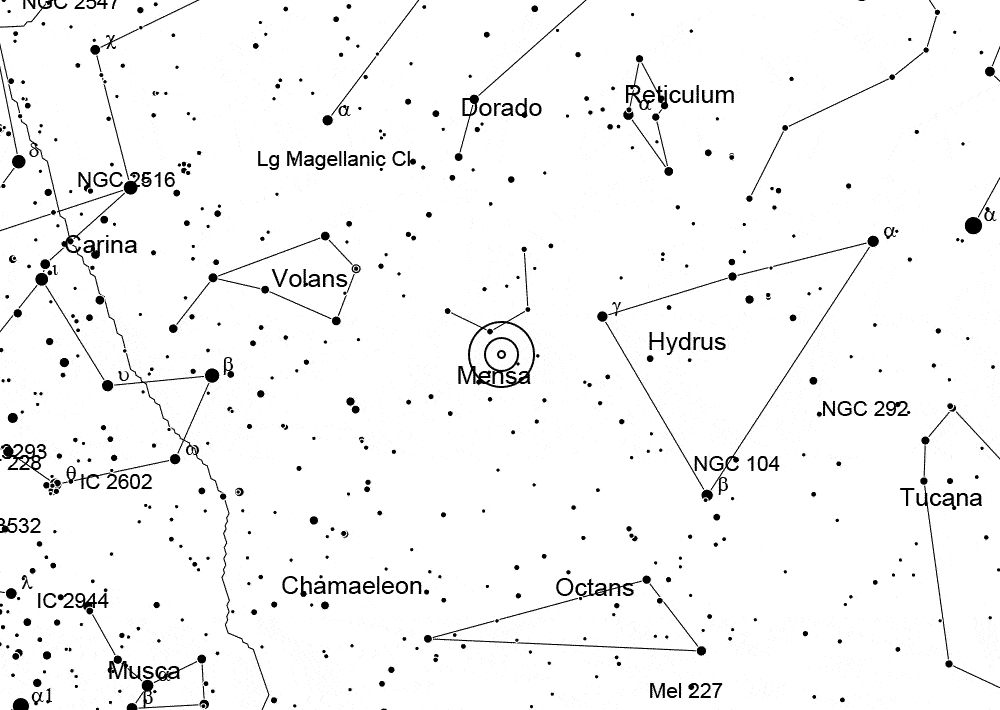 NGC 2547
χ
α
Dorado
Reticulum
α
δ
Lg Magellanic Cl
NGC 2516
α
Carina
α
ι
Volans
γ
Hydrus
β
υ
Mensa
NGC 292
ω
3293
228
θ
IC 2602
NGC 104
β
Tucana
3532
λ
IC 2944
Chamaeleon
Octans
Musca
α
β
α1
Mel 227